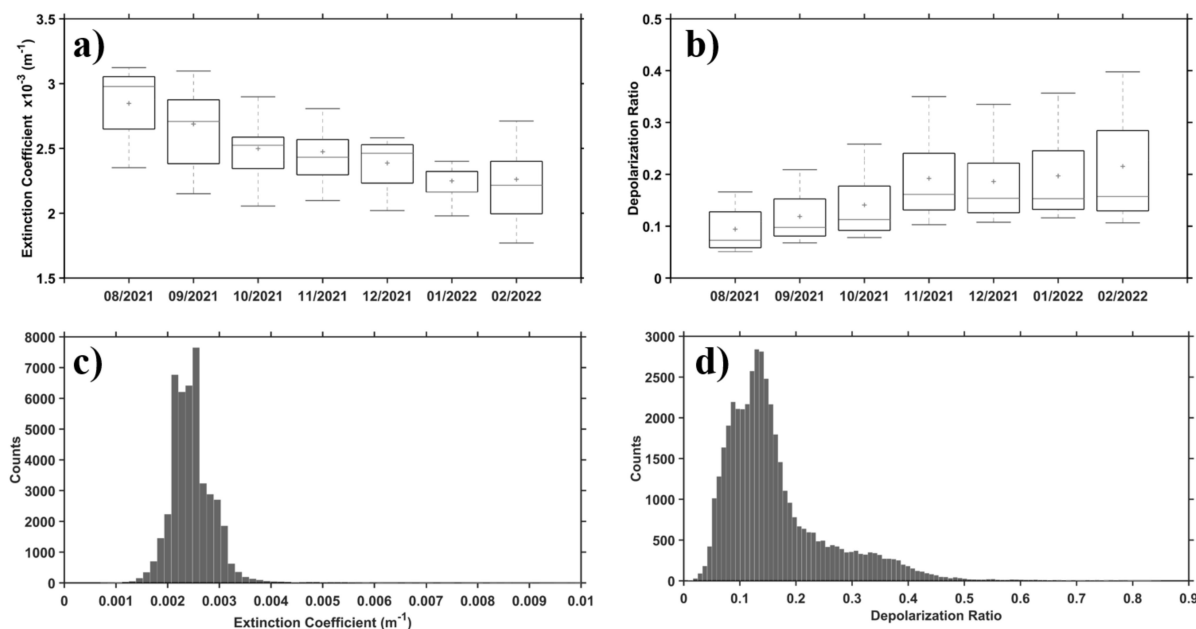 a)
Extinction Coefficient x10⁻³ (m⁻¹)
3.5
3
2.5
2
1.5
08/2021 09/2021 10/2021 11/2021 12/2021 01/2022 02/2022
b)
Depolarization Ratio
0.5
0.4
0.3
0.2
0.1
0
08/2021 09/2021 10/2021 11/2021 12/2021 01/2022 02/2022
c)
Counts
8000
7000
6000
5000
4000
3000
2000
1000
0
0 0.001 0.002 0.003 0.004 0.005 0.006 0.007 0.008 0.009 0.01
Extinction Coefficient (m⁻¹)
d)
Counts
3000
2500
2000
1500
1000
500
0
0 0.1 0.2 0.3 0.4 0.5 0.6 0.7 0.8 0.9
Depolarization Ratio